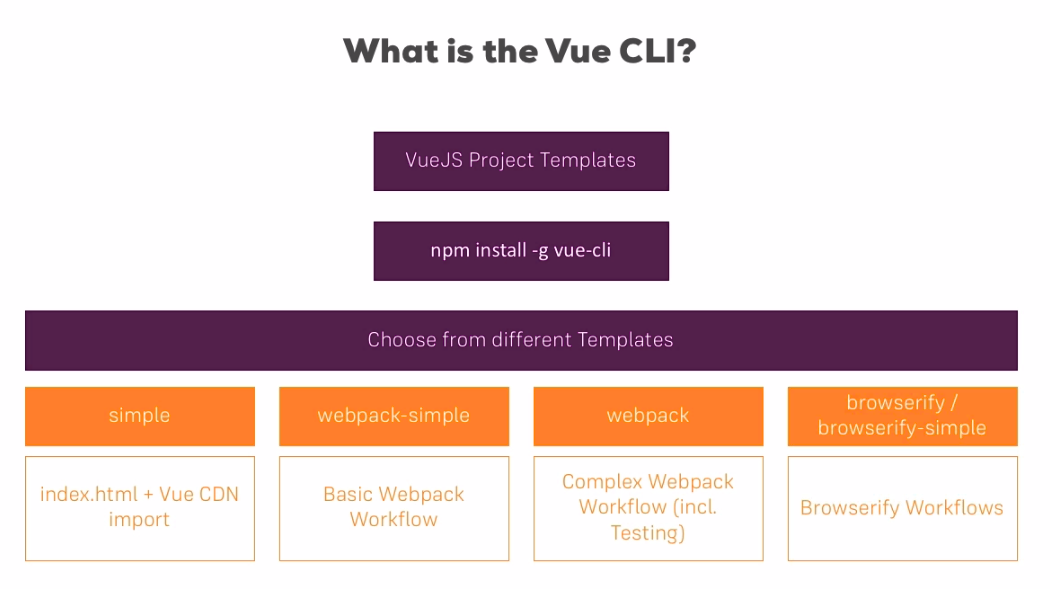 What is the Vue CLI?
VueJS Project Templates
npm install -g vue-cli
Choose from different Templates
simple
webpack-simple
webpack
browserify /
browserify-simple
index.html + Vue CDN
import
Basic Webpack
Workflow
Complex Webpack
Workflow (incl.
Testing)
Browserify Workflows